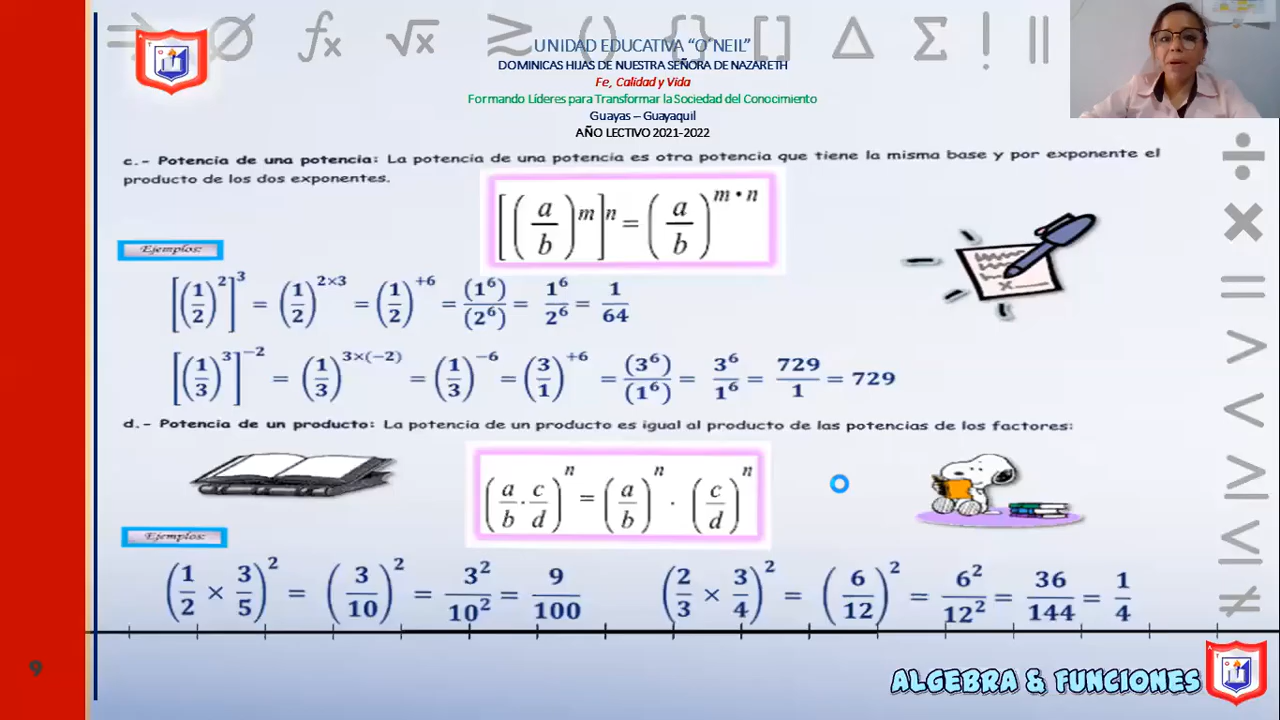 UNIDAD EDUCATIVA “O´NEIL”
DOMINICAS HIJAS DE NUESTRA SEÑORA DE NAZARETH
Fe, Calidad y Vida
Formando Líderes para Transformar la Sociedad del Conocimiento
Guayas – Guayaquil
AÑO LECTIVO 2021-2022
c.- Potencia de una potencia: La potencia de una potencia es otra potencia que tiene la misma base y por exponente el
producto de los dos exponentes.
[(a/b)^m]^n = (a/b)^(m • n)
Ejemplos:
[(1/2)^2]^3 = (1/2)^(2×3) = (1/2)^(+6) = (1^6)/(2^6) = 1^6/2^6 = 1/64
[(1/3)^3]^(−2) = (1/3)^(3×(−2)) = (1/3)^(−6) = (3/1)^(+6) = (3^6)/(1^6) = 3^6/1^6 = 729/1 = 729
d.- Potencia de un producto: La potencia de un producto es igual al producto de las potencias de los factores:
(a/b · c/d)^n = (a/b)^n · (c/d)^n
Ejemplos:
(1/2 × 3/5)^2 = (3/10)^2 = 3^2/10^2 = 9/100
(2/3 × 3/4)^2 = (6/12)^2 = 6^2/12^2 = 36/144 = 1/4
9
ALGEBRA & FUNCIONES